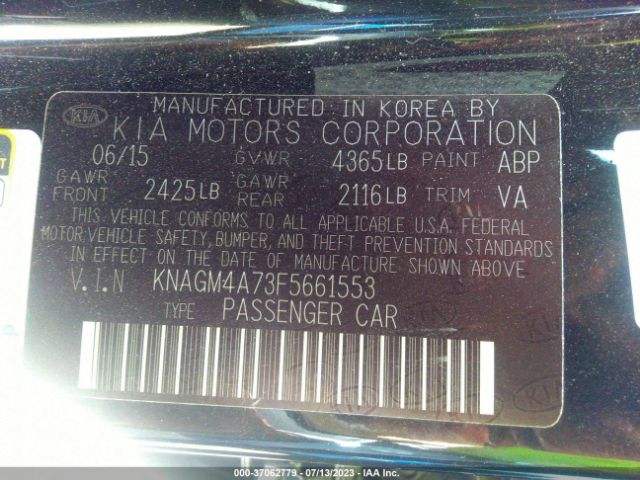 MANUFACTURED IN KOREA BY
KIA KIA MOTORS CORPORATION
06/15 GVWR 4365LB PAINT ABP
GAWR FRONT 2425LB GAWR REAR 2116LB TRIM VA
THIS VEHICLE CONFORMS TO ALL APPLICABLE U.S.A. FEDERAL
MOTOR VEHICLE SAFETY, BUMPER, AND THEFT PREVENTION STANDARDS
IN EFFECT ON THE DATE OF MANUFACTURE SHOWN ABOVE
V.I.N KNAGM4A73F5661553
TYPE PASSENGER CAR
KIA
000-37062779 - 07/13/2023 - IAA Inc.